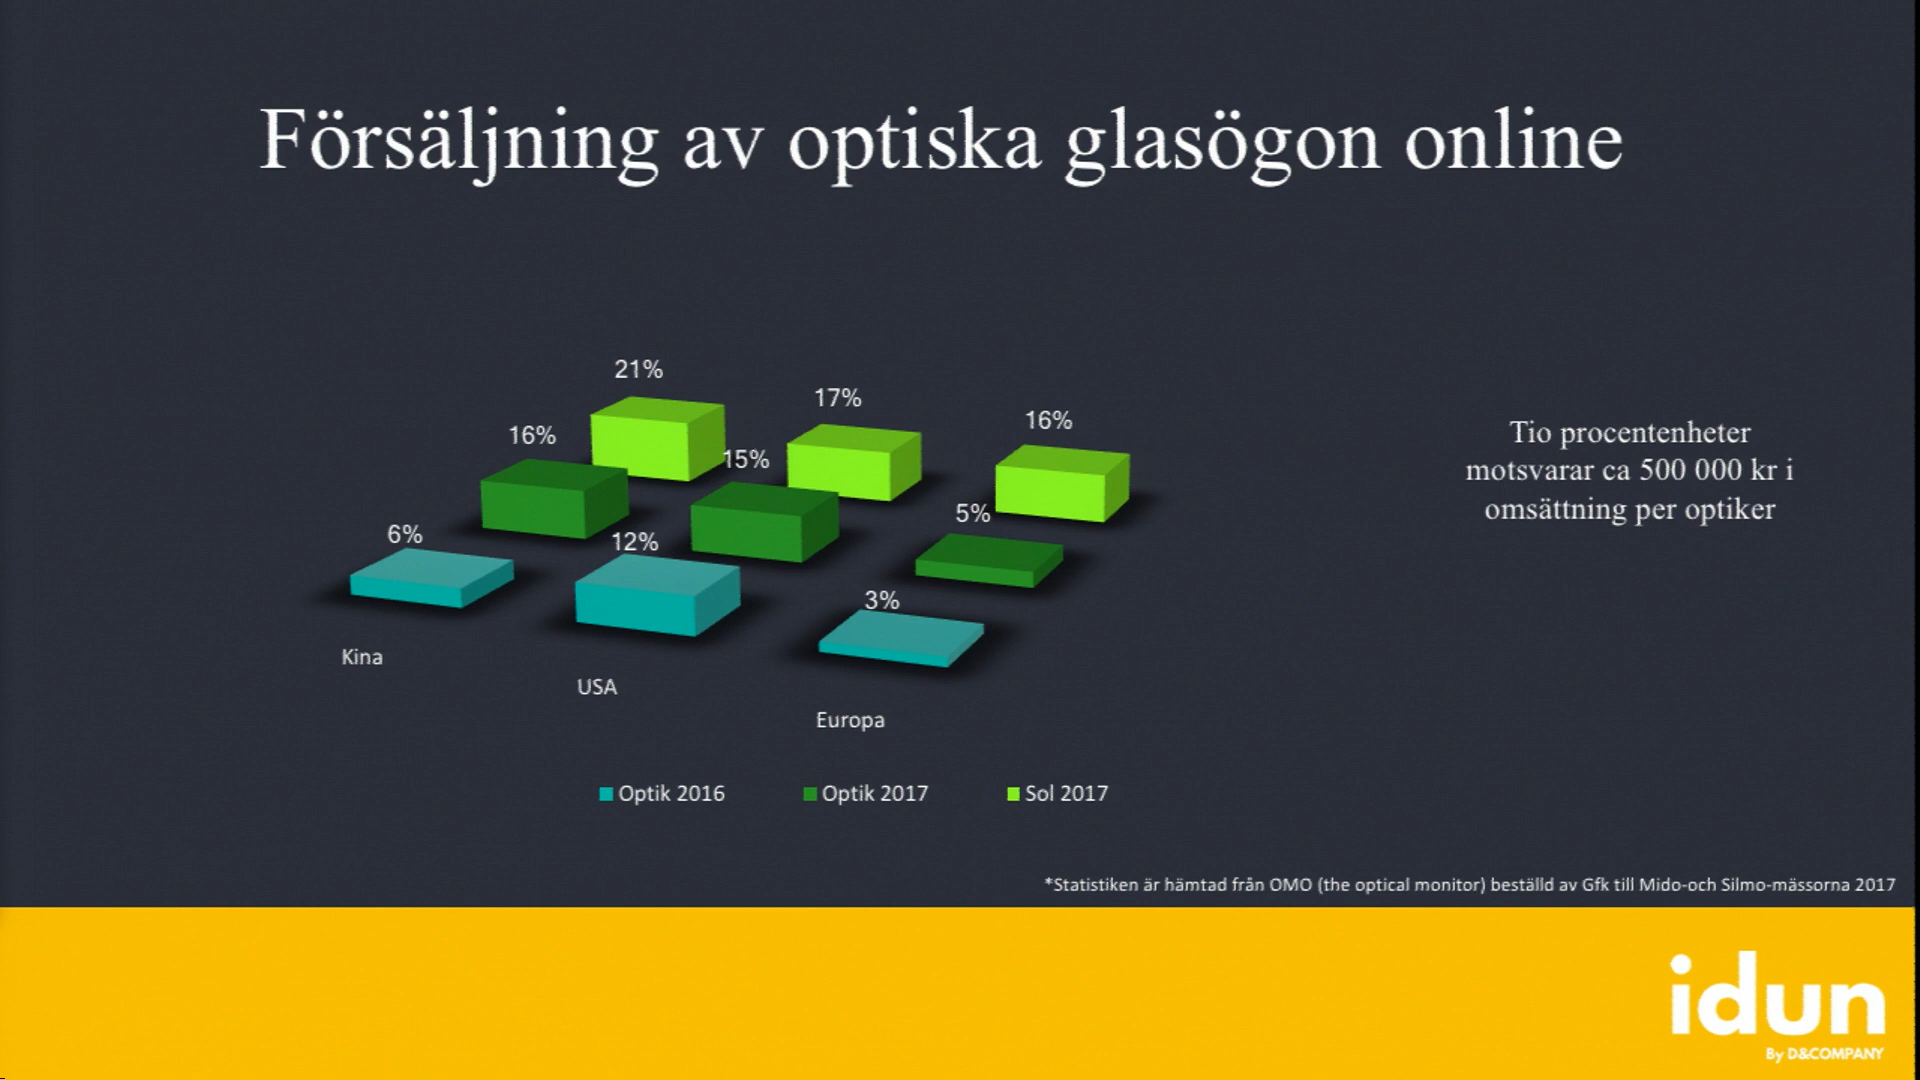 Försäljning av optiska glasögon online
21%
17%
16%
16%
15%
5%
6%
12%
3%
Kina
USA
Europa
Optik 2016
Optik 2017
Sol 2017
Tio procentenheter
motsvarar ca 500 000 kr i
omsättning per optiker
*Statistiken är hämtad från OMO (the optical monitor) beställd av Gfk till Mido-och Silmo-mässorna 2017
idun
By D&COMPANY